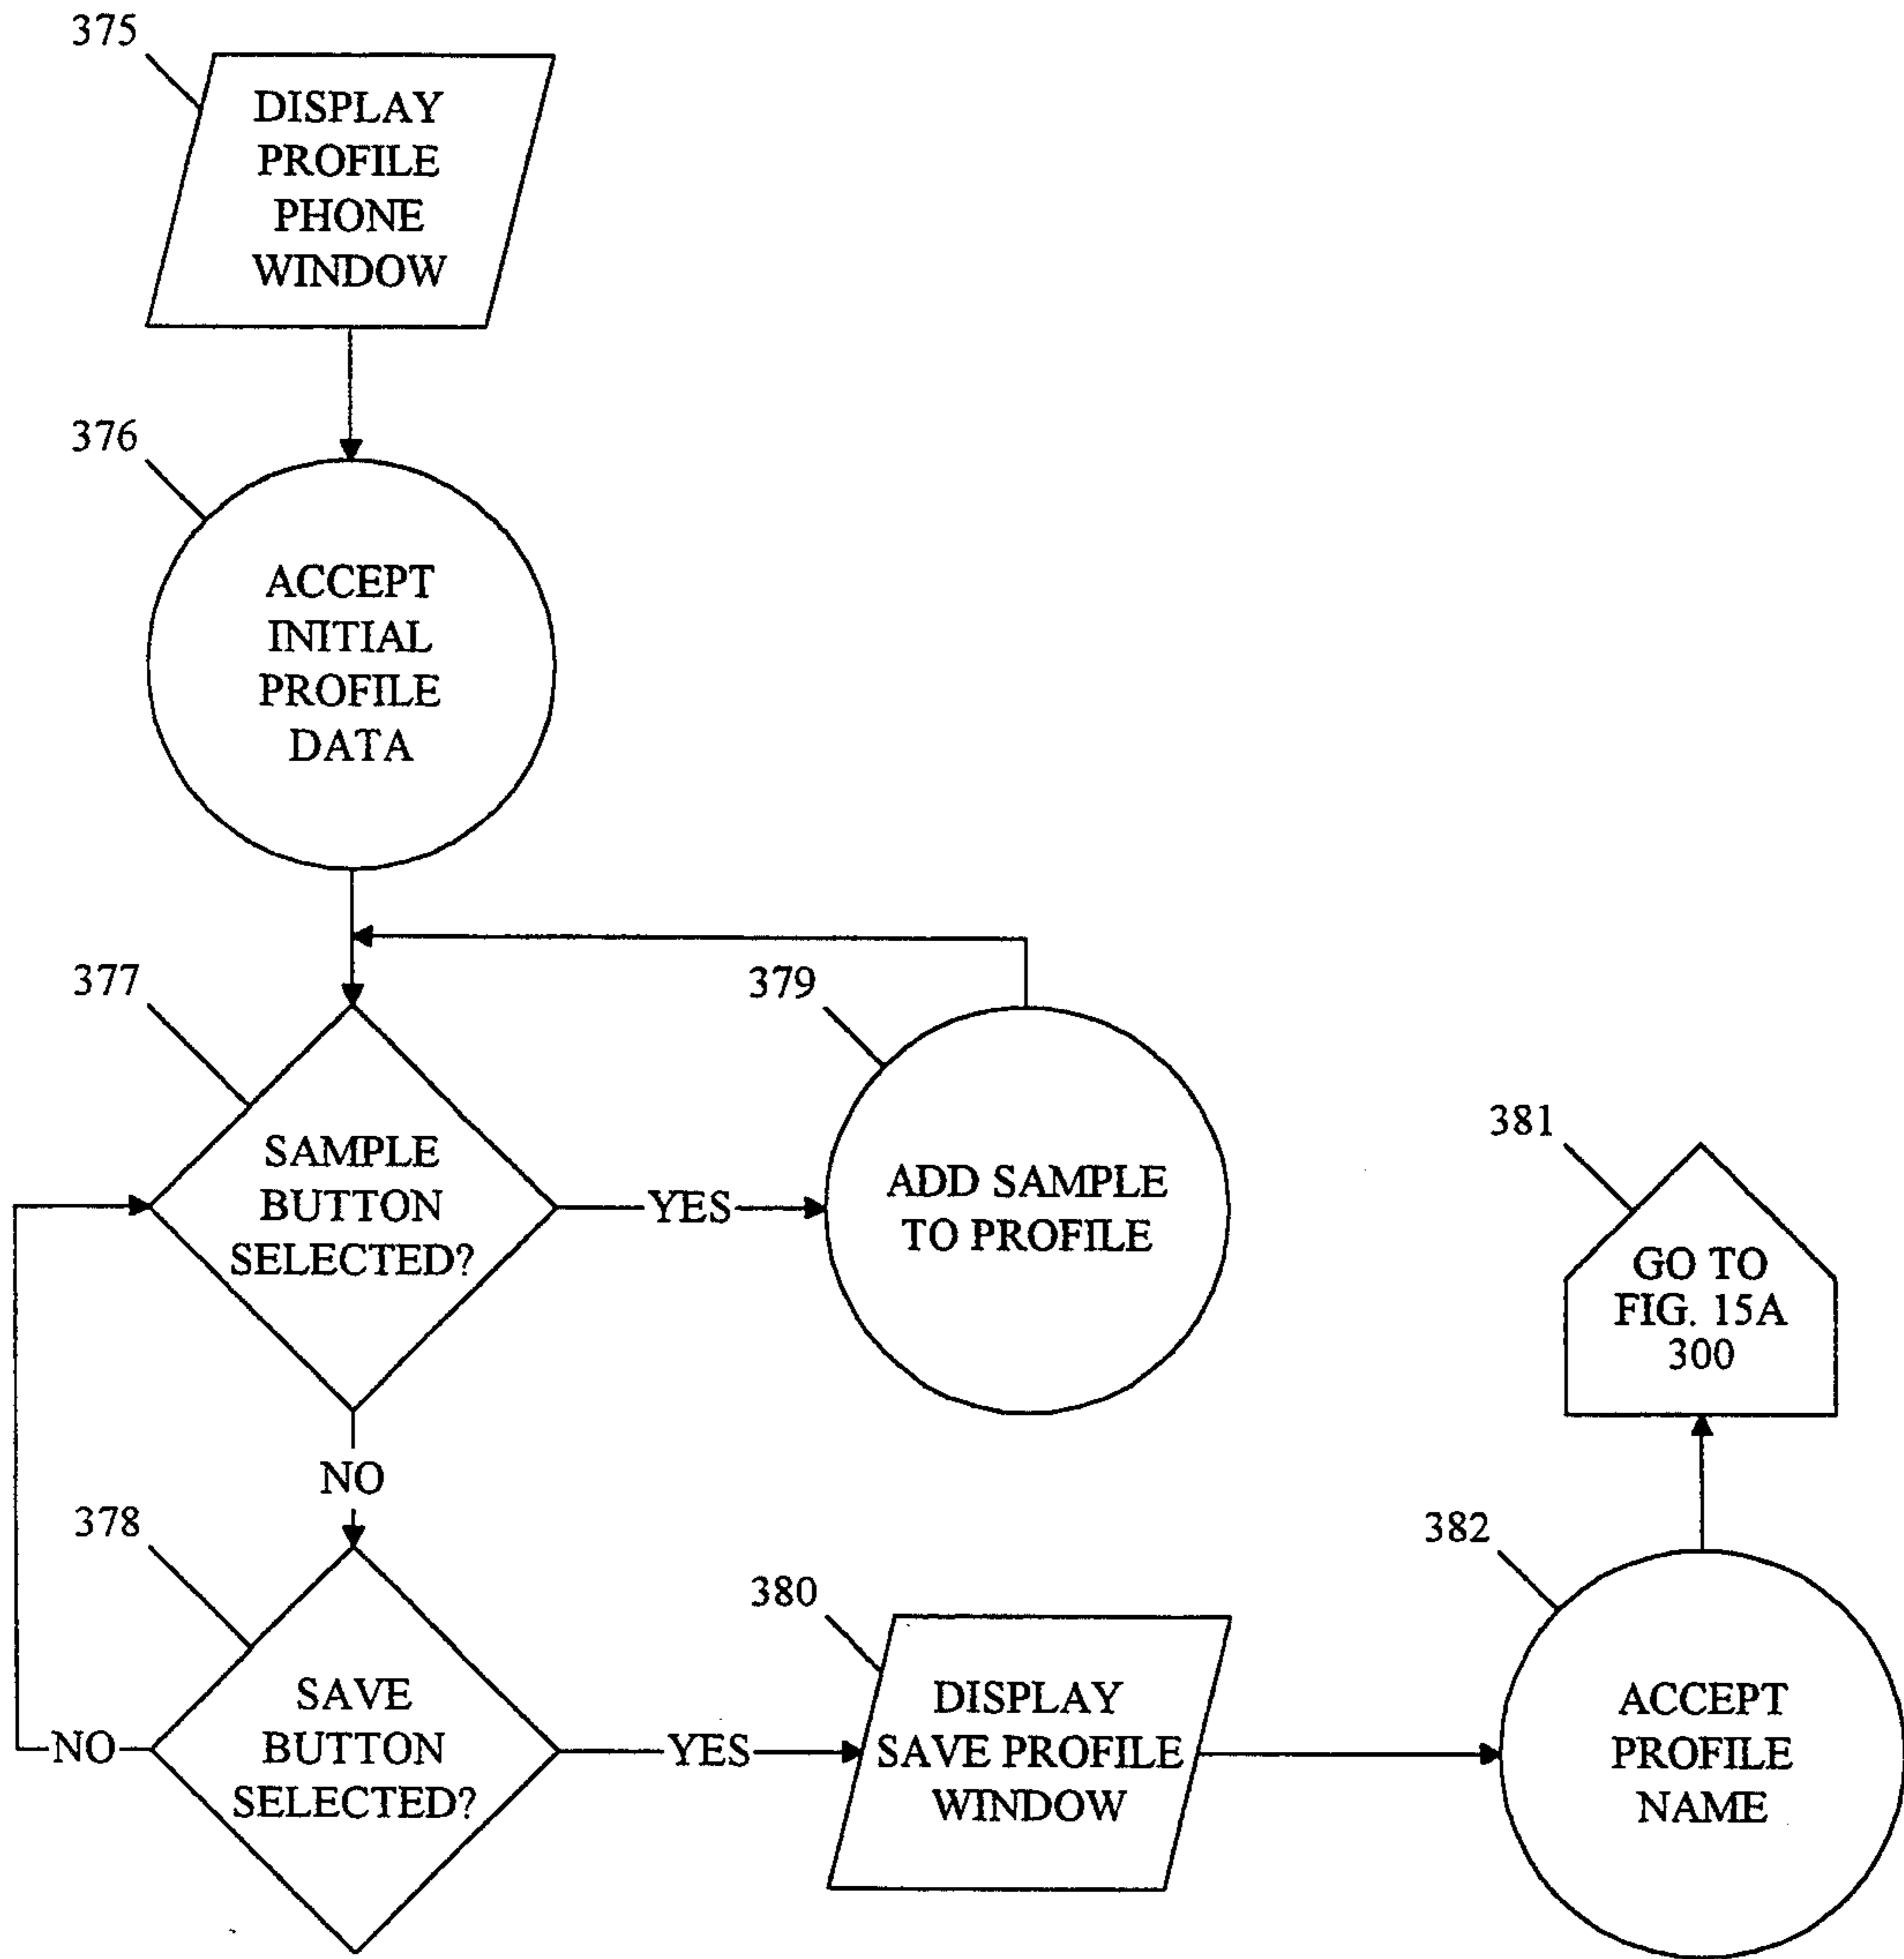 375
DISPLAY
PROFILE
PHONE
WINDOW
376
ACCEPT
INITIAL
PROFILE
DATA
377
SAMPLE
BUTTON
SELECTED?
YES
379
ADD SAMPLE
TO PROFILE
NO
378
SAVE
BUTTON
SELECTED?
NO
YES
380
DISPLAY
SAVE PROFILE
WINDOW
382
ACCEPT
PROFILE
NAME
381
GO TO
FIG. 15A
300